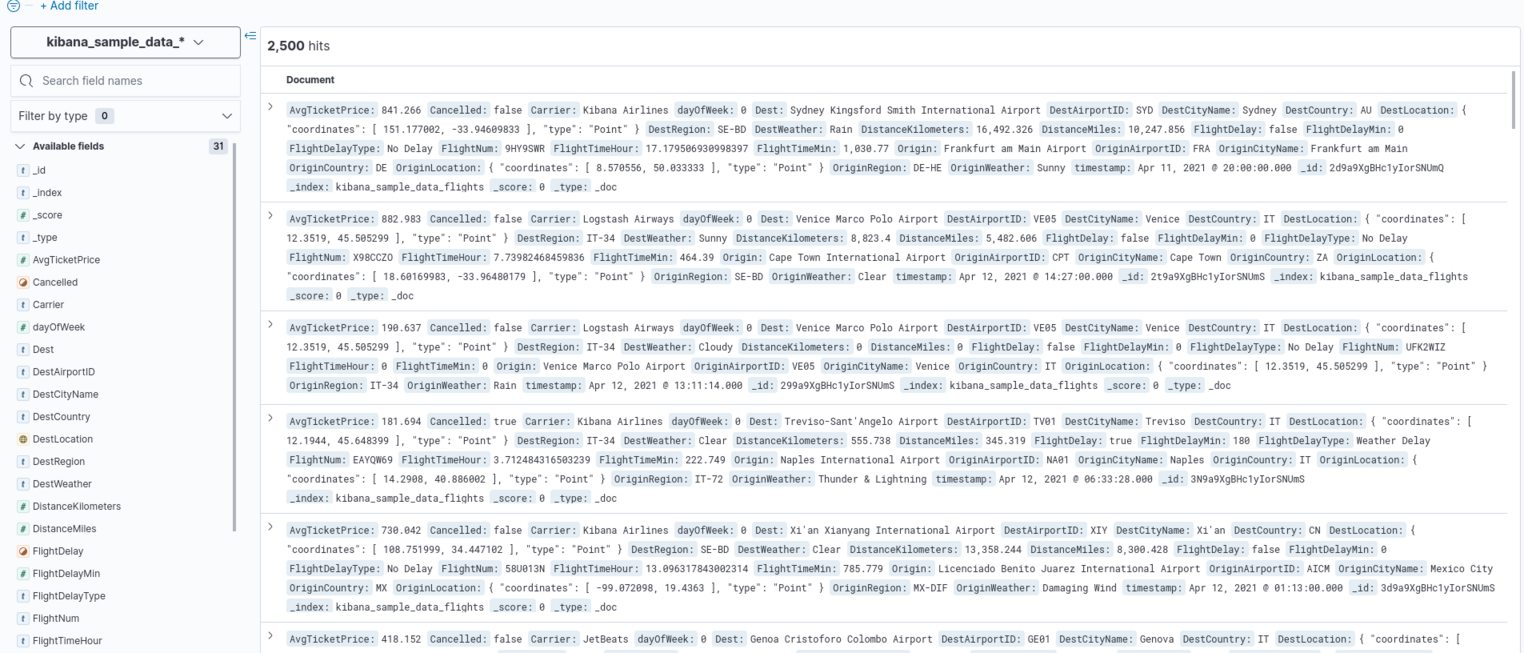 + Add filter
kibana_sample_data_*
Search field names
Filter by type 0
Available fields 31
t _id
t _index
# _score
t _type
# AvgTicketPrice
Cancelled
t Carrier
# dayOfWeek
t Dest
t DestAirportID
t DestCityName
t DestCountry
DestLocation
t DestRegion
t DestWeather
# DistanceKilometers
# DistanceMiles
FlightDelay
# FlightDelayMin
t FlightDelayType
t FlightNum
t FlightTimeHour
2,500 hits
Document
AvgTicketPrice: 841.266 Cancelled: false Carrier: Kibana Airlines dayOfWeek: 0 Dest: Sydney Kingsford Smith International Airport DestAirportID: SYD DestCityName: Sydney DestCountry: AU DestLocation: {
"coordinates": [ 151.177002, -33.94609833 ], "type": "Point" } DestRegion: SE-BD DestWeather: Rain DistanceKilometers: 16,492.326 DistanceMiles: 10,247.856 FlightDelay: false FlightDelayMin: 0
FlightDelayType: No Delay FlightNum: 9HY9SWR FlightTimeHour: 17.179506930998397 FlightTimeMin: 1,030.77 Origin: Frankfurt am Main Airport OriginAirportID: FRA OriginCityName: Frankfurt am Main
OriginCountry: DE OriginLocation: { "coordinates": [ 8.570556, 50.033333 ], "type": "Point" } OriginRegion: DE-HE OriginWeather: Sunny timestamp: Apr 11, 2021 @ 20:00:00.000 _id: 2d9a9XgBHc1yIorSNUmQ
_index: kibana_sample_data_flights _score: 0 _type: _doc
AvgTicketPrice: 882.983 Cancelled: false Carrier: Logstash Airways dayOfWeek: 0 Dest: Venice Marco Polo Airport DestAirportID: VE05 DestCityName: Venice DestCountry: IT DestLocation: { "coordinates": [
12.3519, 45.505299 ], "type": "Point" } DestRegion: IT-34 DestWeather: Sunny DistanceKilometers: 8,823.4 DistanceMiles: 5,482.606 FlightDelay: false FlightDelayMin: 0 FlightDelayType: No Delay
FlightNum: X98CCZO FlightTimeHour: 7.73982468459836 FlightTimeMin: 464.39 Origin: Cape Town International Airport OriginAirportID: CPT OriginCityName: Cape Town OriginCountry: ZA OriginLocation: {
"coordinates": [ 18.60169983, -33.96480179 ], "type": "Point" } OriginRegion: SE-BD OriginWeather: Clear timestamp: Apr 12, 2021 @ 14:27:00.000 _id: 2t9a9XgBHc1yIorSNUmS _index: kibana_sample_data_flights
_score: 0 _type: _doc
AvgTicketPrice: 190.637 Cancelled: false Carrier: Logstash Airways dayOfWeek: 0 Dest: Venice Marco Polo Airport DestAirportID: VE05 DestCityName: Venice DestCountry: IT DestLocation: { "coordinates": [
12.3519, 45.505299 ], "type": "Point" } DestRegion: IT-34 DestWeather: Cloudy DistanceKilometers: 0 DistanceMiles: 0 FlightDelay: false FlightDelayMin: 0 FlightDelayType: No Delay FlightNum: UFK2WIZ
FlightTimeHour: 0 FlightTimeMin: 0 Origin: Venice Marco Polo Airport OriginAirportID: VE05 OriginCityName: Venice OriginCountry: IT OriginLocation: { "coordinates": [ 12.3519, 45.505299 ], "type": "Point" }
OriginRegion: IT-34 OriginWeather: Rain timestamp: Apr 12, 2021 @ 13:11:14.000 _id: 299a9XgBHc1yIorSNUmS _index: kibana_sample_data_flights _score: 0 _type: _doc
AvgTicketPrice: 181.694 Cancelled: true Carrier: Kibana Airlines dayOfWeek: 0 Dest: Treviso-Sant'Angelo Airport DestAirportID: TV01 DestCityName: Treviso DestCountry: IT DestLocation: { "coordinates": [
12.1944, 45.648399 ], "type": "Point" } DestRegion: IT-34 DestWeather: Clear DistanceKilometers: 555.738 DistanceMiles: 345.319 FlightDelay: true FlightDelayMin: 180 FlightDelayType: Weather Delay
FlightNum: EAYQW69 FlightTimeHour: 3.712484316503239 FlightTimeMin: 222.749 Origin: Naples International Airport OriginAirportID: NA01 OriginCityName: Naples OriginCountry: IT OriginLocation: {
"coordinates": [ 14.2908, 40.886002 ], "type": "Point" } OriginRegion: IT-72 OriginWeather: Thunder & Lightning timestamp: Apr 12, 2021 @ 06:33:28.000 _id: 3N9a9XgBHc1yIorSNUmS
_index: kibana_sample_data_flights _score: 0 _type: _doc
AvgTicketPrice: 730.042 Cancelled: false Carrier: Kibana Airlines dayOfWeek: 0 Dest: Xi'an Xianyang International Airport DestAirportID: XIY DestCityName: Xi'an DestCountry: CN DestLocation: {
"coordinates": [ 108.751999, 34.447102 ], "type": "Point" } DestRegion: SE-BD DestWeather: Clear DistanceKilometers: 13,358.244 DistanceMiles: 8,300.428 FlightDelay: false FlightDelayMin: 0
FlightDelayType: No Delay FlightNum: 58U013N FlightTimeHour: 13.096317843002314 FlightTimeMin: 785.779 Origin: Licenciado Benito Juarez International Airport OriginAirportID: AICM OriginCityName: Mexico City
OriginCountry: MX OriginLocation: { "coordinates": [ -99.072098, 19.4363 ], "type": "Point" } OriginRegion: MX-DIF OriginWeather: Damaging Wind timestamp: Apr 12, 2021 @ 01:13:00.000 _id: 3d9a9XgBHc1yIorSNUmS
_index: kibana_sample_data_flights _score: 0 _type: _doc
AvgTicketPrice: 418.152 Cancelled: false Carrier: JetBeats dayOfWeek: 0 Dest: Genoa Cristoforo Colombo Airport DestAirportID: GE01 DestCityName: Genova DestCountry: IT DestLocation: { "coordinates": [